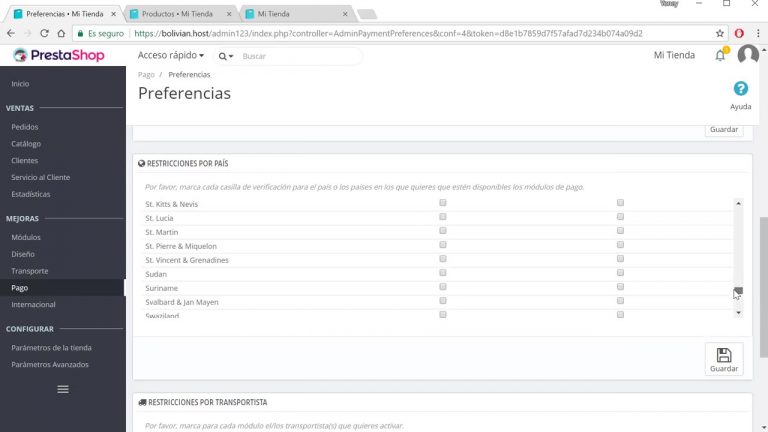 Yenny
Preferencias • Mi Tienda
Productos • Mi Tienda
Mi Tienda
Es seguro
https://bolivian.host/admin123/index.php?controller=AdminPaymentPreferences&conf=4&token=d8e1b7859d7f57afad7d234b074a09d2
PrestaShop
Acceso rápido
Buscar
Mi Tienda
Pago / Preferencias
Preferencias
Ayuda
Inicio
VENTAS
Pedidos
Catálogo
Clientes
Servicio al Cliente
Estadísticas
MEJORAS
Módulos
Diseño
Transporte
Pago
Internacional
CONFIGURAR
Parámetros de la tienda
Parámetros Avanzados
Guardar
RESTRICCIONES POR PAÍS
Por favor, marca cada casilla de verificación para el país o los países en los que quieres que estén disponibles los módulos de pago.
St. Kitts & Nevis
St. Lucia
St. Martin
St. Pierre & Miquelon
St. Vincent & Grenadines
Sudan
Suriname
Svalbard & Jan Mayen
Swaziland
Guardar
RESTRICCIONES POR TRANSPORTISTA
Por favor, marca para cada módulo el/los transportista(s) que quieres activar.